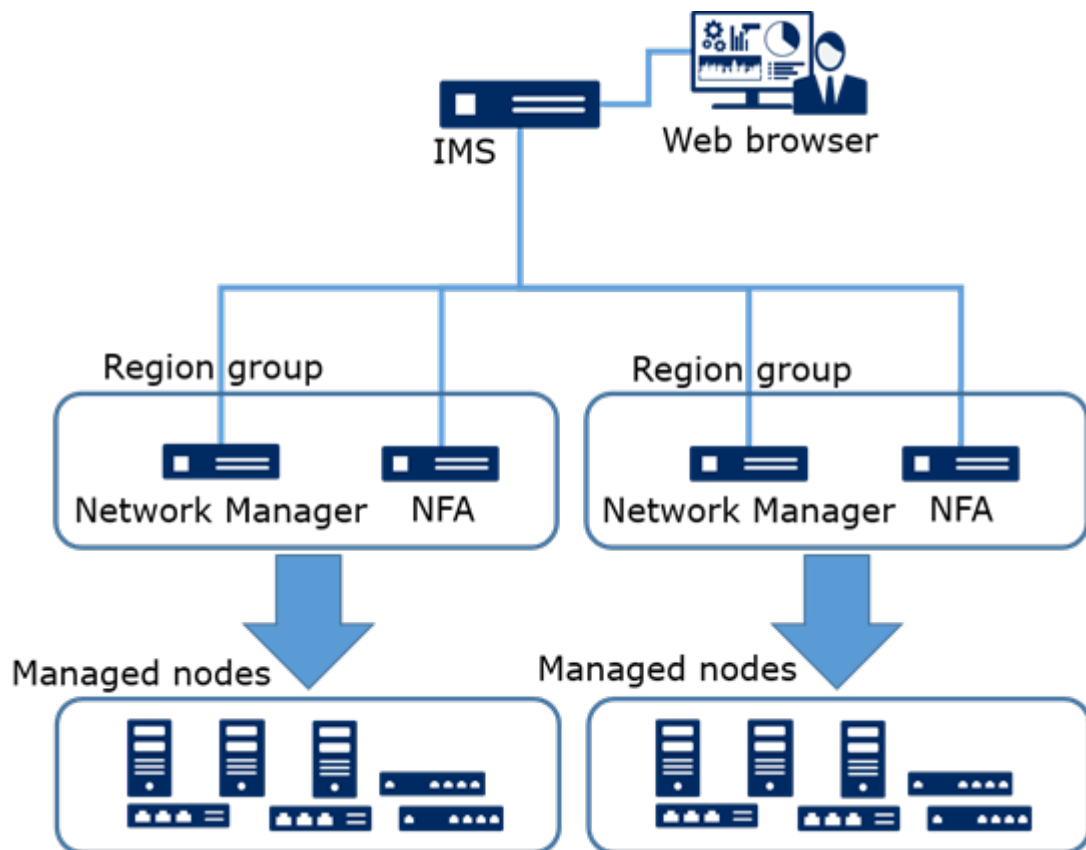 IMS
Web browser
Region group
Region group
Network Manager
NFA
Network Manager
NFA
Managed nodes
Managed nodes